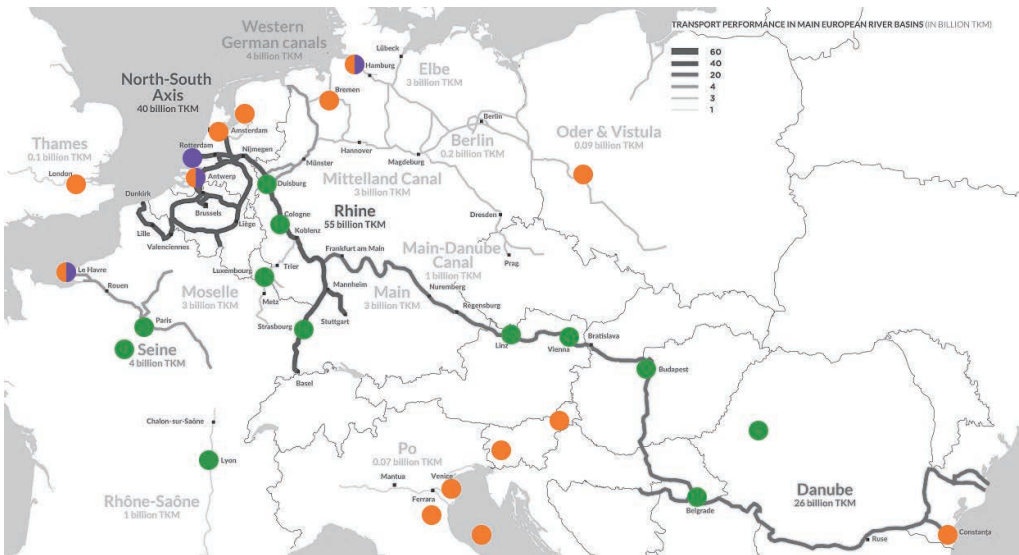 TRANSPORT PERFORMANCE IN MAIN EUROPEAN RIVER BASINS (IN BILLION TKM)
60
40
20
4
3
1
Western
German canals
4 billion TKM
Lübeck
Hamburg
Elbe
3 billion TKM
North-South
Axis
40 billion TKM
Bremen
Berlin
Berlin
0.2 billion TKM
Oder & Vistula
0.09 billion TKM
Thames
0.1 billion TKM
London
Amsterdam
Rotterdam
Nijmegen
Hannover
Magdeburg
Münster
Antwerp
Duisburg
Mittelland Canal
3 billion TKM
Dunkirk
Brussels
Liège
Lille
Valenciennes
Cologne
Koblenz
Rhine
55 billion TKM
Dresden
Prag
Frankfurt am Main
Main-Danube
Canal
1 billion TKM
Le Havre
Rouen
Luxembourg
Trier
Metz
Moselle
3 billion TKM
Mannheim
Main
3 billion TKM
Nuremberg
Regensburg
Paris
Strasbourg
Stuttgart
Seine
4 billion TKM
Basel
Linz
Vienna
Bratislava
Budapest
Chalon-sur-Saône
Lyon
Rhône-Saône
1 billion TKM
Po
0.07 billion TKM
Mantua
Venice
Ferrara
Belgrade
Danube
26 billion TKM
Ruse
Constanța